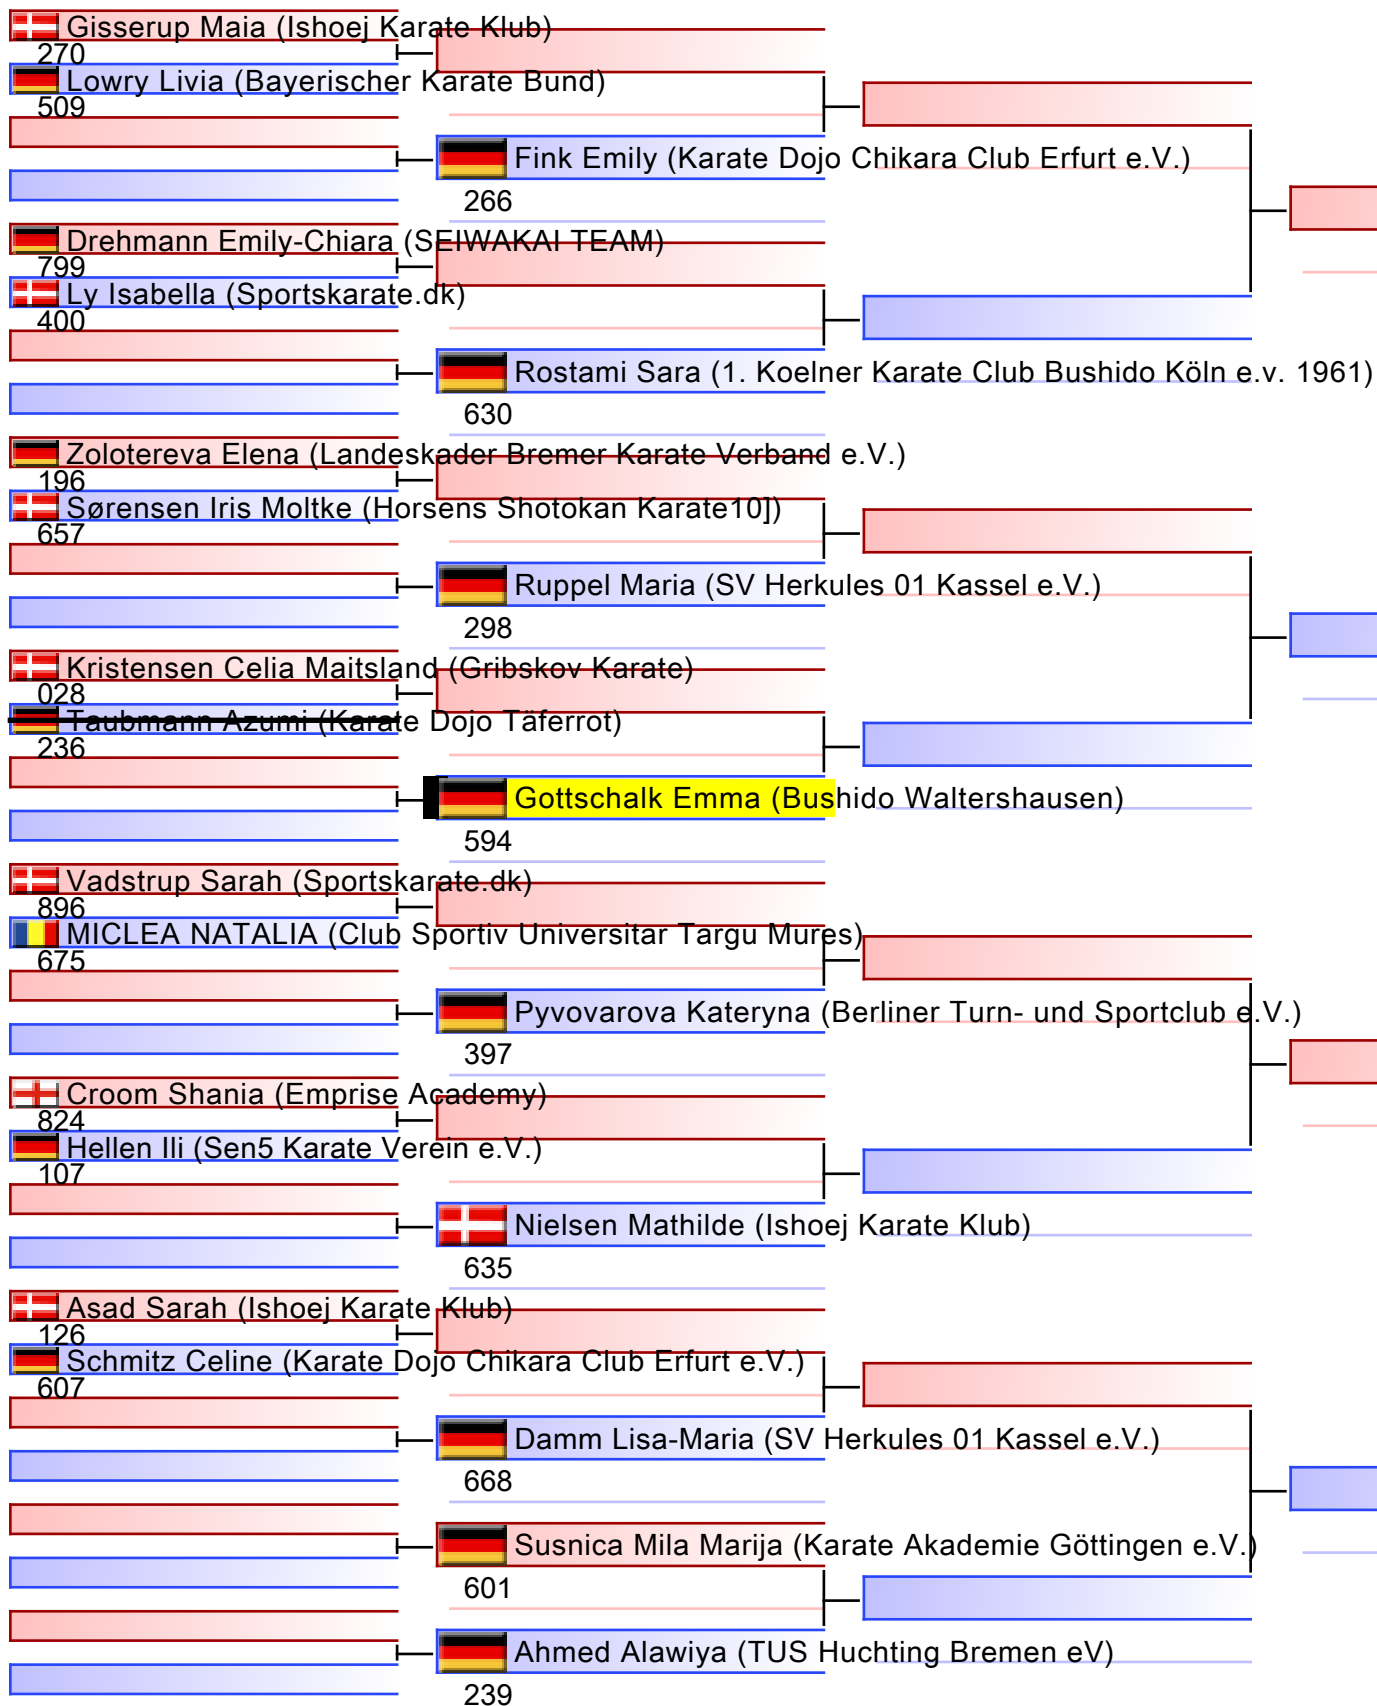 Gisserup Maia (Ishoej Karate Klub)
270
Lowry Livia (Bayerischer Karate Bund)
509
Fink Emily (Karate Dojo Chikara Club Erfurt e.V.)
266
Drehmann Emily-Chiara (SEIWAKAI TEAM)
799
Ly Isabella (Sportskarate.dk)
400
Rostami Sara (1. Koelner Karate Club Bushido Köln e.v. 1961)
630
Zolotereva Elena (Landeskader Bremer Karate Verband e.V.)
196
Sørensen Iris Moltke (Horsens Shotokan Karate10])
657
Ruppel Maria (SV Herkules 01 Kassel e.V.)
298
Kristensen Celia Maitsland (Gribskov Karate)
028
Taubmann Azumi (Karate Dojo Täferrot)
236
Gottschalk Emma (Bushido Waltershausen)
594
Vadstrup Sarah (Sportskarate.dk)
896
MICLEA NATALIA (Club Sportiv Universitar Targu Mures)
675
Pyvovarova Kateryna (Berliner Turn- und Sportclub e.V.)
397
Croom Shania (Emprise Academy)
824
Hellen Ili (Sen5 Karate Verein e.V.)
107
Nielsen Mathilde (Ishoej Karate Klub)
635
Asad Sarah (Ishoej Karate Klub)
126
Schmitz Celine (Karate Dojo Chikara Club Erfurt e.V.)
607
Damm Lisa-Maria (SV Herkules 01 Kassel e.V.)
668
Susnica Mila Marija (Karate Akademie Göttingen e.V.)
601
Ahmed Alawiya (TUS Huchting Bremen eV)
239